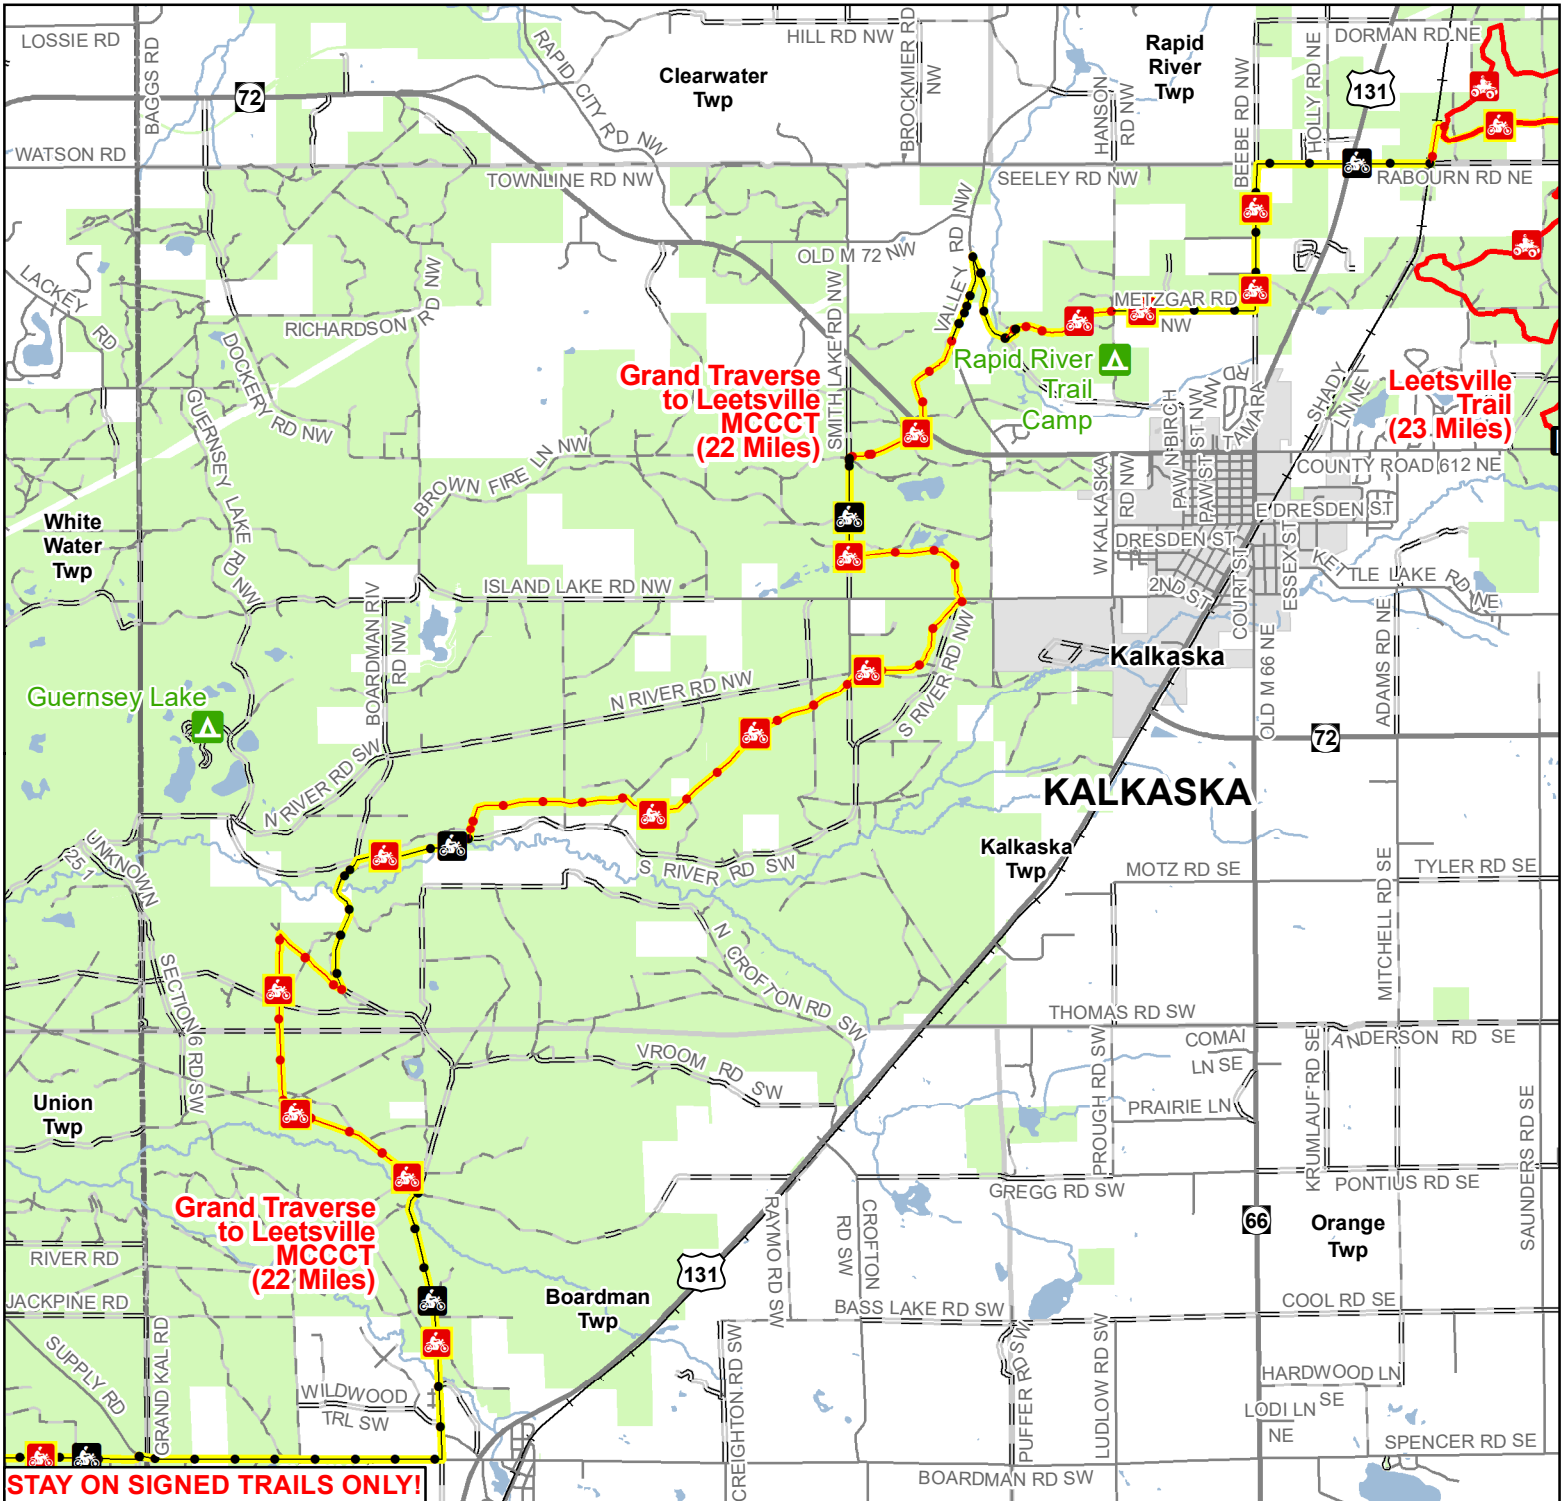 LOSSIE RD
BAGGS RD
72
WATSON RD
RAPID CITY RD NW
HILL RD NW
BROCKMIER RD
NW
Clearwater
Twp
Rapid
River
Twp
HANSON
RD NW
BEEBE RD NW
HOLLY RD NE
DORMAN RD NE
131
TOWNLINE RD NW
SEELEY RD NW
RABOURN RD NE
OLD M 72 NW
VALLEY RD NW
SMITH LAKE RD NW
METZGAR RD
NW
LACKEY
RD
RICHARDSON
RD NW
DOCKERY RD NW
GUERNSEY LAKE RD NW
Grand Traverse
to Leetsville
MCCCT
(22 Miles)
Rapid River
Trail
Camp
Leetsville
Trail
(23 Miles)
SHADY
LN NE
TAMARA
RD
NW
N BIRCH
PAW
PAW ST NW
W KALKASKA
RD NW
COUNTY ROAD 612 NE
E DRESDEN ST
DRESDEN ST
2ND ST
COURT ST
ESSEX ST
KETTLE LAKE RD
NE
BROWN FIRE LN NW
White
Water
Twp
ISLAND LAKE RD NW
BOARDMAN RIV
RD NW
N RIVER RD NW
S RIVER RD NW
Kalkaska
OLD M 66 NE
ADAMS RD NE
72
Guernsey Lake
N RIVER RD SW
KALKASKA
UNKNOWN
251
S RIVER RD SW
Kalkaska
Twp
MOTZ RD SE
TYLER RD SE
MITCHELL RD SE
SECTION 16 RD SW
N CROFTON RD SW
THOMAS RD SW
COMAI
LN SE
ANDERSON RD SE
VROOM RD SW
PRAIRIE LN
PROUGH RD SW
KRUMLAUF RD SE
SAUNDERS RD SE
Union
Twp
GREGG RD SW
PONTIUS RD SE
Grand Traverse
to Leetsville
MCCCT
(22 Miles)
RAYMO RD SW
CROFTON
RD SW
66
Orange
Twp
RIVER RD
131
JACKPINE RD
Boardman
Twp
BASS LAKE RD SW
COOL RD SE
SUPPLY RD
GRAND KAL RD
WILDWOOD
TRL SW
CREIGHTON RD SW
PUFFER RD SW
LUDLOW RD SW
HARDWOOD LN
SE
LODI LN
NE
SPENCER RD SE
BOARDMAN RD SW
STAY ON SIGNED TRAILS ONLY!